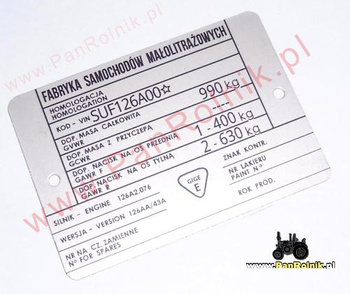 www.PanRolnik.pl
FABRYKA SAMOCHODÓW MAŁOLITRAŻOWYCH
HOMOLOGACJA
HOMOLOGATION
KOD - VIN SUF126A00☆
DOP. MASA CAŁKOWITA
GVWR 990 kg
DOP. MASA Z PRZYCZEPĄ
GCWR ----
DOP. NACISK NA OŚ PRZEDNIĄ
GAWR F 1-400 kg
DOP. NACISK NA OŚ TYLNĄ
GAWR R 2-630 kg
ZNAK KONTR.
SILNIK - ENGINE 126A2.076
GIGE
E
NR LAKIERU
PAINT N°
WERSJA - VERSION 126AA/43A
ROK PROD.
NR NA CZ. ZAMIENNE
N° FOR SPARES
www.PanRolnik.pl
www.PanRolnik.pl